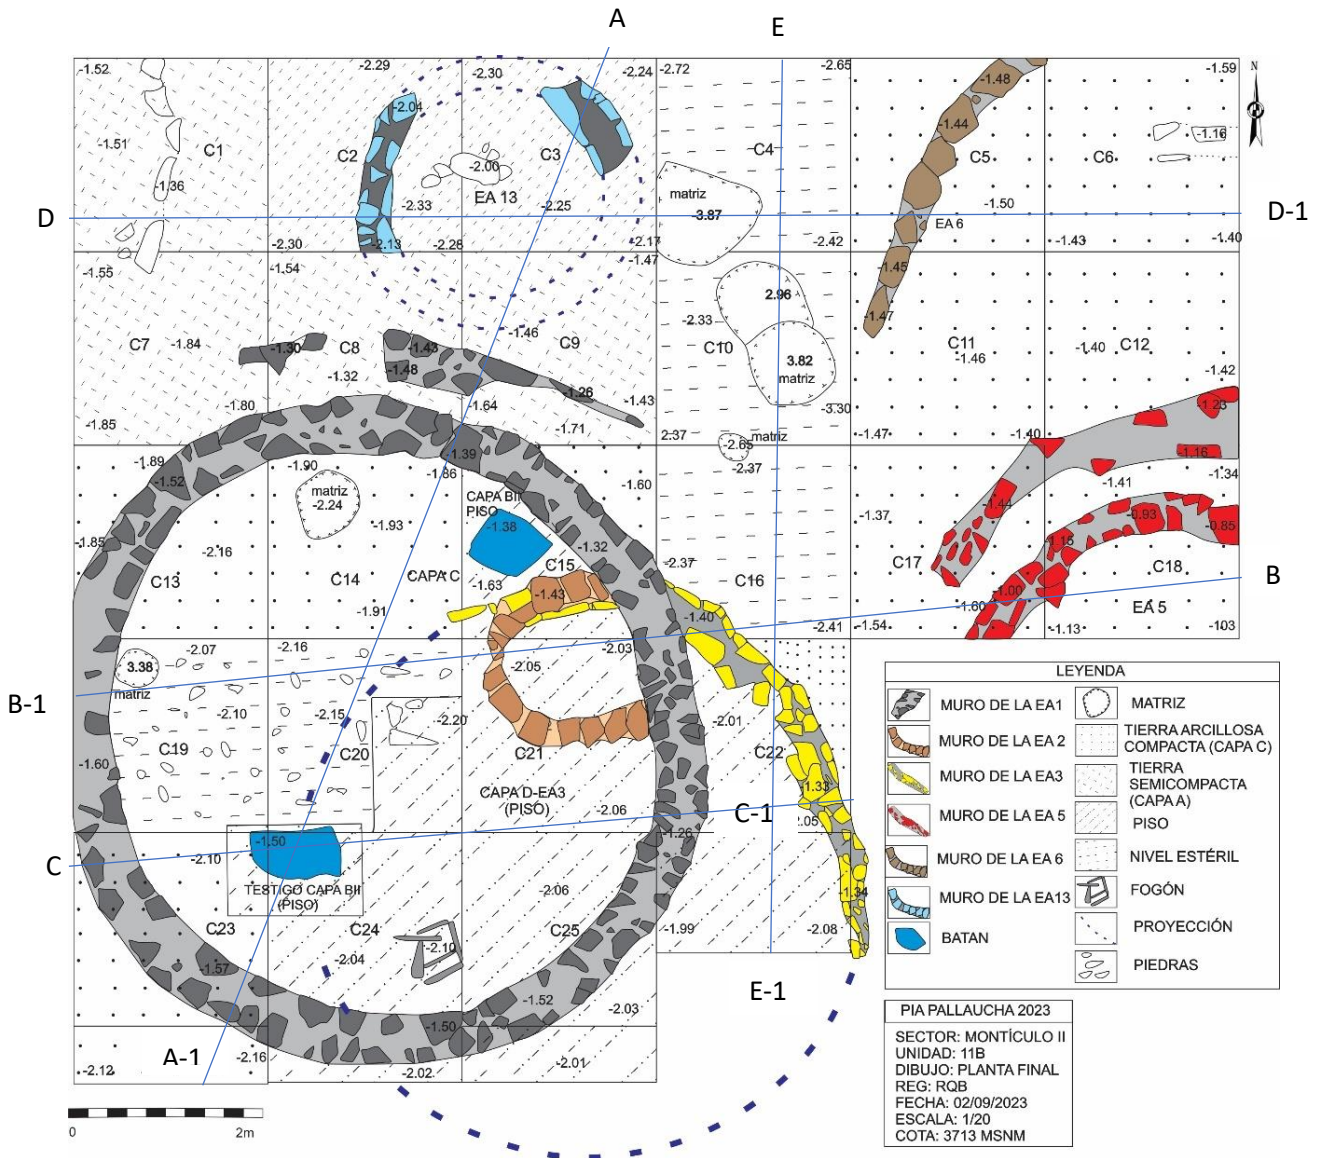 A
E
N
-1.52
-2.29
-2.30
-2.24
-2.72
-2.65
-1.48
-1.59
-2.04
-1.44
-1.16
-1.51
C1
C2
C3
C4
C5
C6
-1.36
-2.00
matriz
EA 13
D
-2.33
-2.25
-3.87
-1.50
D-1
EA 6
-2.30
-2.13
-2.28
-2.17
-2.42
-1.43
-1.40
-1.55
-1.54
-1.47
-1.45
2.96
-1.47
-2.33
C7
-1.84
-1.30
C8
-1.43
-1.46
C9
C10
C11
-1.46
-1.40
C12
3.82
matriz
-1.32
-1.48
-1.42
-1.26
-1.43
-1.80
-1.64
-3.30
-1.23
-1.85
-1.71
2.37
matriz
-1.47
-1.40
-1.16
-2.65
-1.39
-1.89
-1.90
-1.86
-2.37
-1.34
-1.52
-1.60
-1.41
matriz
-2.24
CAPA BII
PISO
-1.44
-1.93
-1.38
-1.37
-0.93
-0.85
-1.85
-2.16
-1.32
1.15
C13
C14
CAPA C
C15
-2.37
C16
C17
C18
-1.63
-1.43
-1.00
B
-1.91
-1.40
-1.60
EA 5
-2.41
-1.54
-1.13
-103
-2.07
-2.16
-2.03
3.38
-2.05
matriz
B-1
-2.10
-2.15
-2.20
-2.01
C19
C20
C21
C22
-1.60
CAPA D-EA3
(PISO)
1.33
-2.06
C-1
2.05
-1.26
-1.50
C
-2.10
TESTIGO CAPA BII
(PISO)
-2.06
-1.34
C23
C24
C25
-1.99
-2.08
-2.10
-2.04
-1.57
E-1
-1.52
-2.03
-1.50
A-1
-2.16
-2.12
-2.02
-2.01
0
2m
LEYENDA
MURO DE LA EA1
MURO DE LA EA 2
MURO DE LA EA3
MURO DE LA EA 5
MURO DE LA EA 6
MURO DE LA EA13
BATAN
MATRIZ
TIERRA ARCILLOSA
COMPACTA (CAPA C)
TIERRA
SEMICOMPACTA
(CAPA A)
PISO
NIVEL ESTÉRIL
FOGÓN
PROYECCIÓN
PIEDRAS
PIA PALLAUCHA 2023
SECTOR: MONTÍCULO II
UNIDAD: 11B
DIBUJO: PLANTA FINAL
REG: RQB
FECHA: 02/09/2023
ESCALA: 1/20
COTA: 3713 MSNM